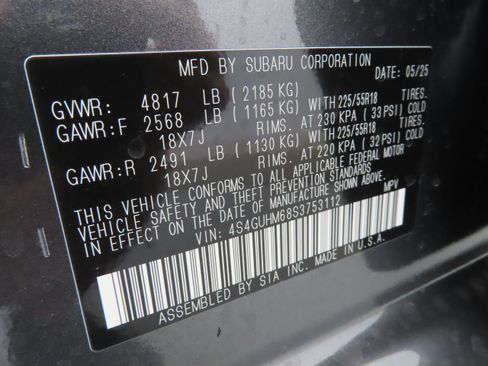 MFD BY SUBARU CORPORATION
DATE: 05/25
GVWR: 4817 LB (2185 KG)
GAWR:F 2568 LB (1165 KG) WITH 225/55R18 TIRES.
18X7J RIMS. AT 230 KPA (33 PSI) COLD
GAWR:R 2491 LB (1130 KG) WITH 225/55R18 TIRES.
18X7J RIMS. AT 220 KPA (32 PSI) COLD
THIS VEHICLE CONFORMS TO ALL APPLICABLE FEDERAL MOTOR
VEHICLE SAFETY AND THEFT PREVENTION STANDARDS IN EFFECT ON THE
DATE OF MANUFACTURE SHOWN ABOVE.
VIN: 4S4GUHM68S3753112 MPV
ASSEMBLED BY SIA INC. MADE IN U.S.A.